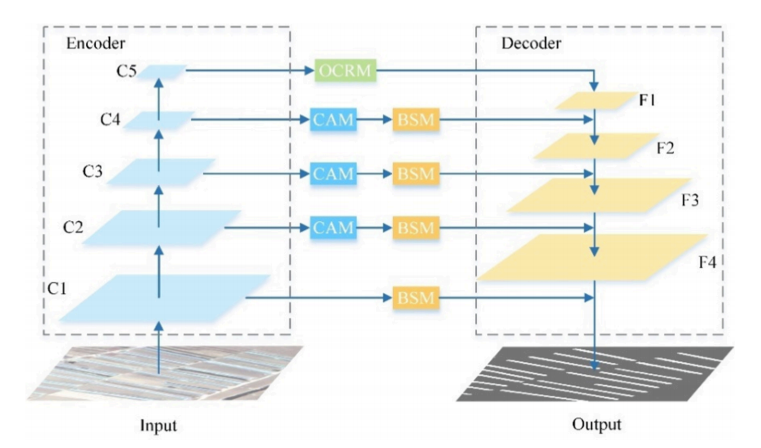 Encoder
Decoder
C5
OCRM
F1
C4
CAM
BSM
F2
C3
CAM
BSM
F3
C2
CAM
BSM
F4
C1
BSM
Input
Output